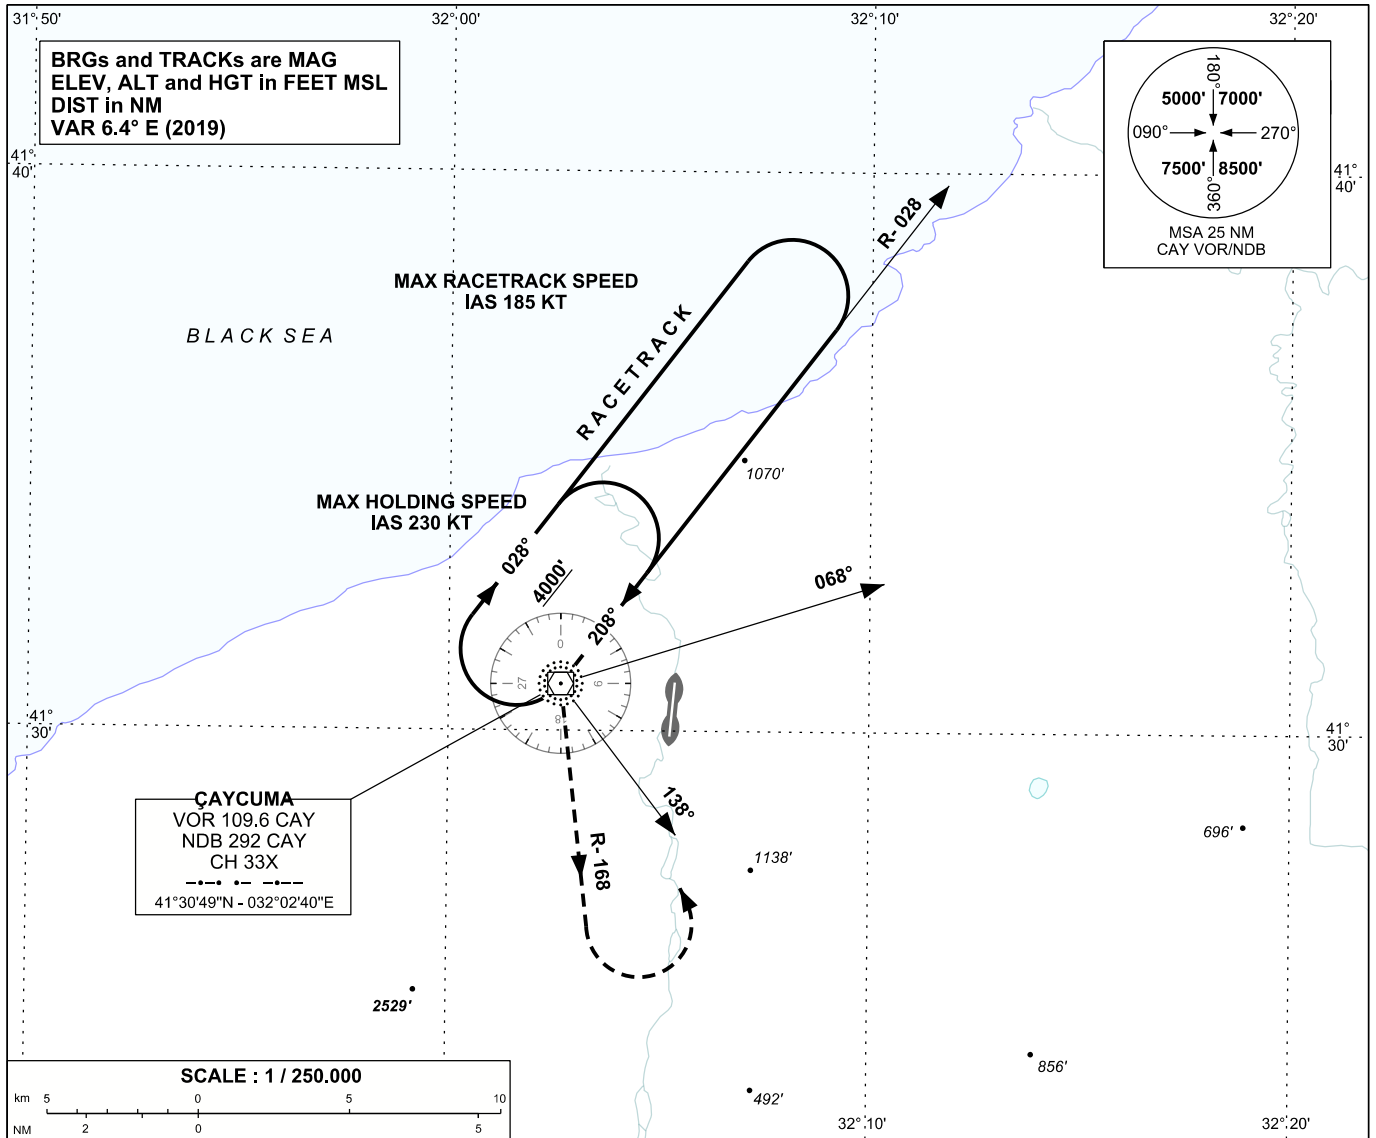 31° 50'
32° 00'
32° 10'
32° 20'
BRGs and TRACKs are MAG
ELEV, ALT and HGT in FEET MSL
DIST in NM
VAR 6.4° E (2019)
180°
5000' 7000'
090° 270°
7500' 8500'
360°
MSA 25 NM
CAY VOR/NDB
41°
40'
41°
40'
R- 028
MAX RACETRACK SPEED
IAS 185 KT
BLACK SEA
RACETRACK
1070'
MAX HOLDING SPEED
IAS 230 KT
028°
4000'
068°
208°
0
27
9
18
41°
30'
41°
30'
138°
ÇAYCUMA
VOR 109.6 CAY
NDB 292 CAY
CH 33X
41°30'49"N - 032°02'40"E
R- 168
1138'
696'
2529'
856'
492'
SCALE : 1 / 250.000
km 5 0 5 10
NM 2 0 5
32° 10'
32° 20'